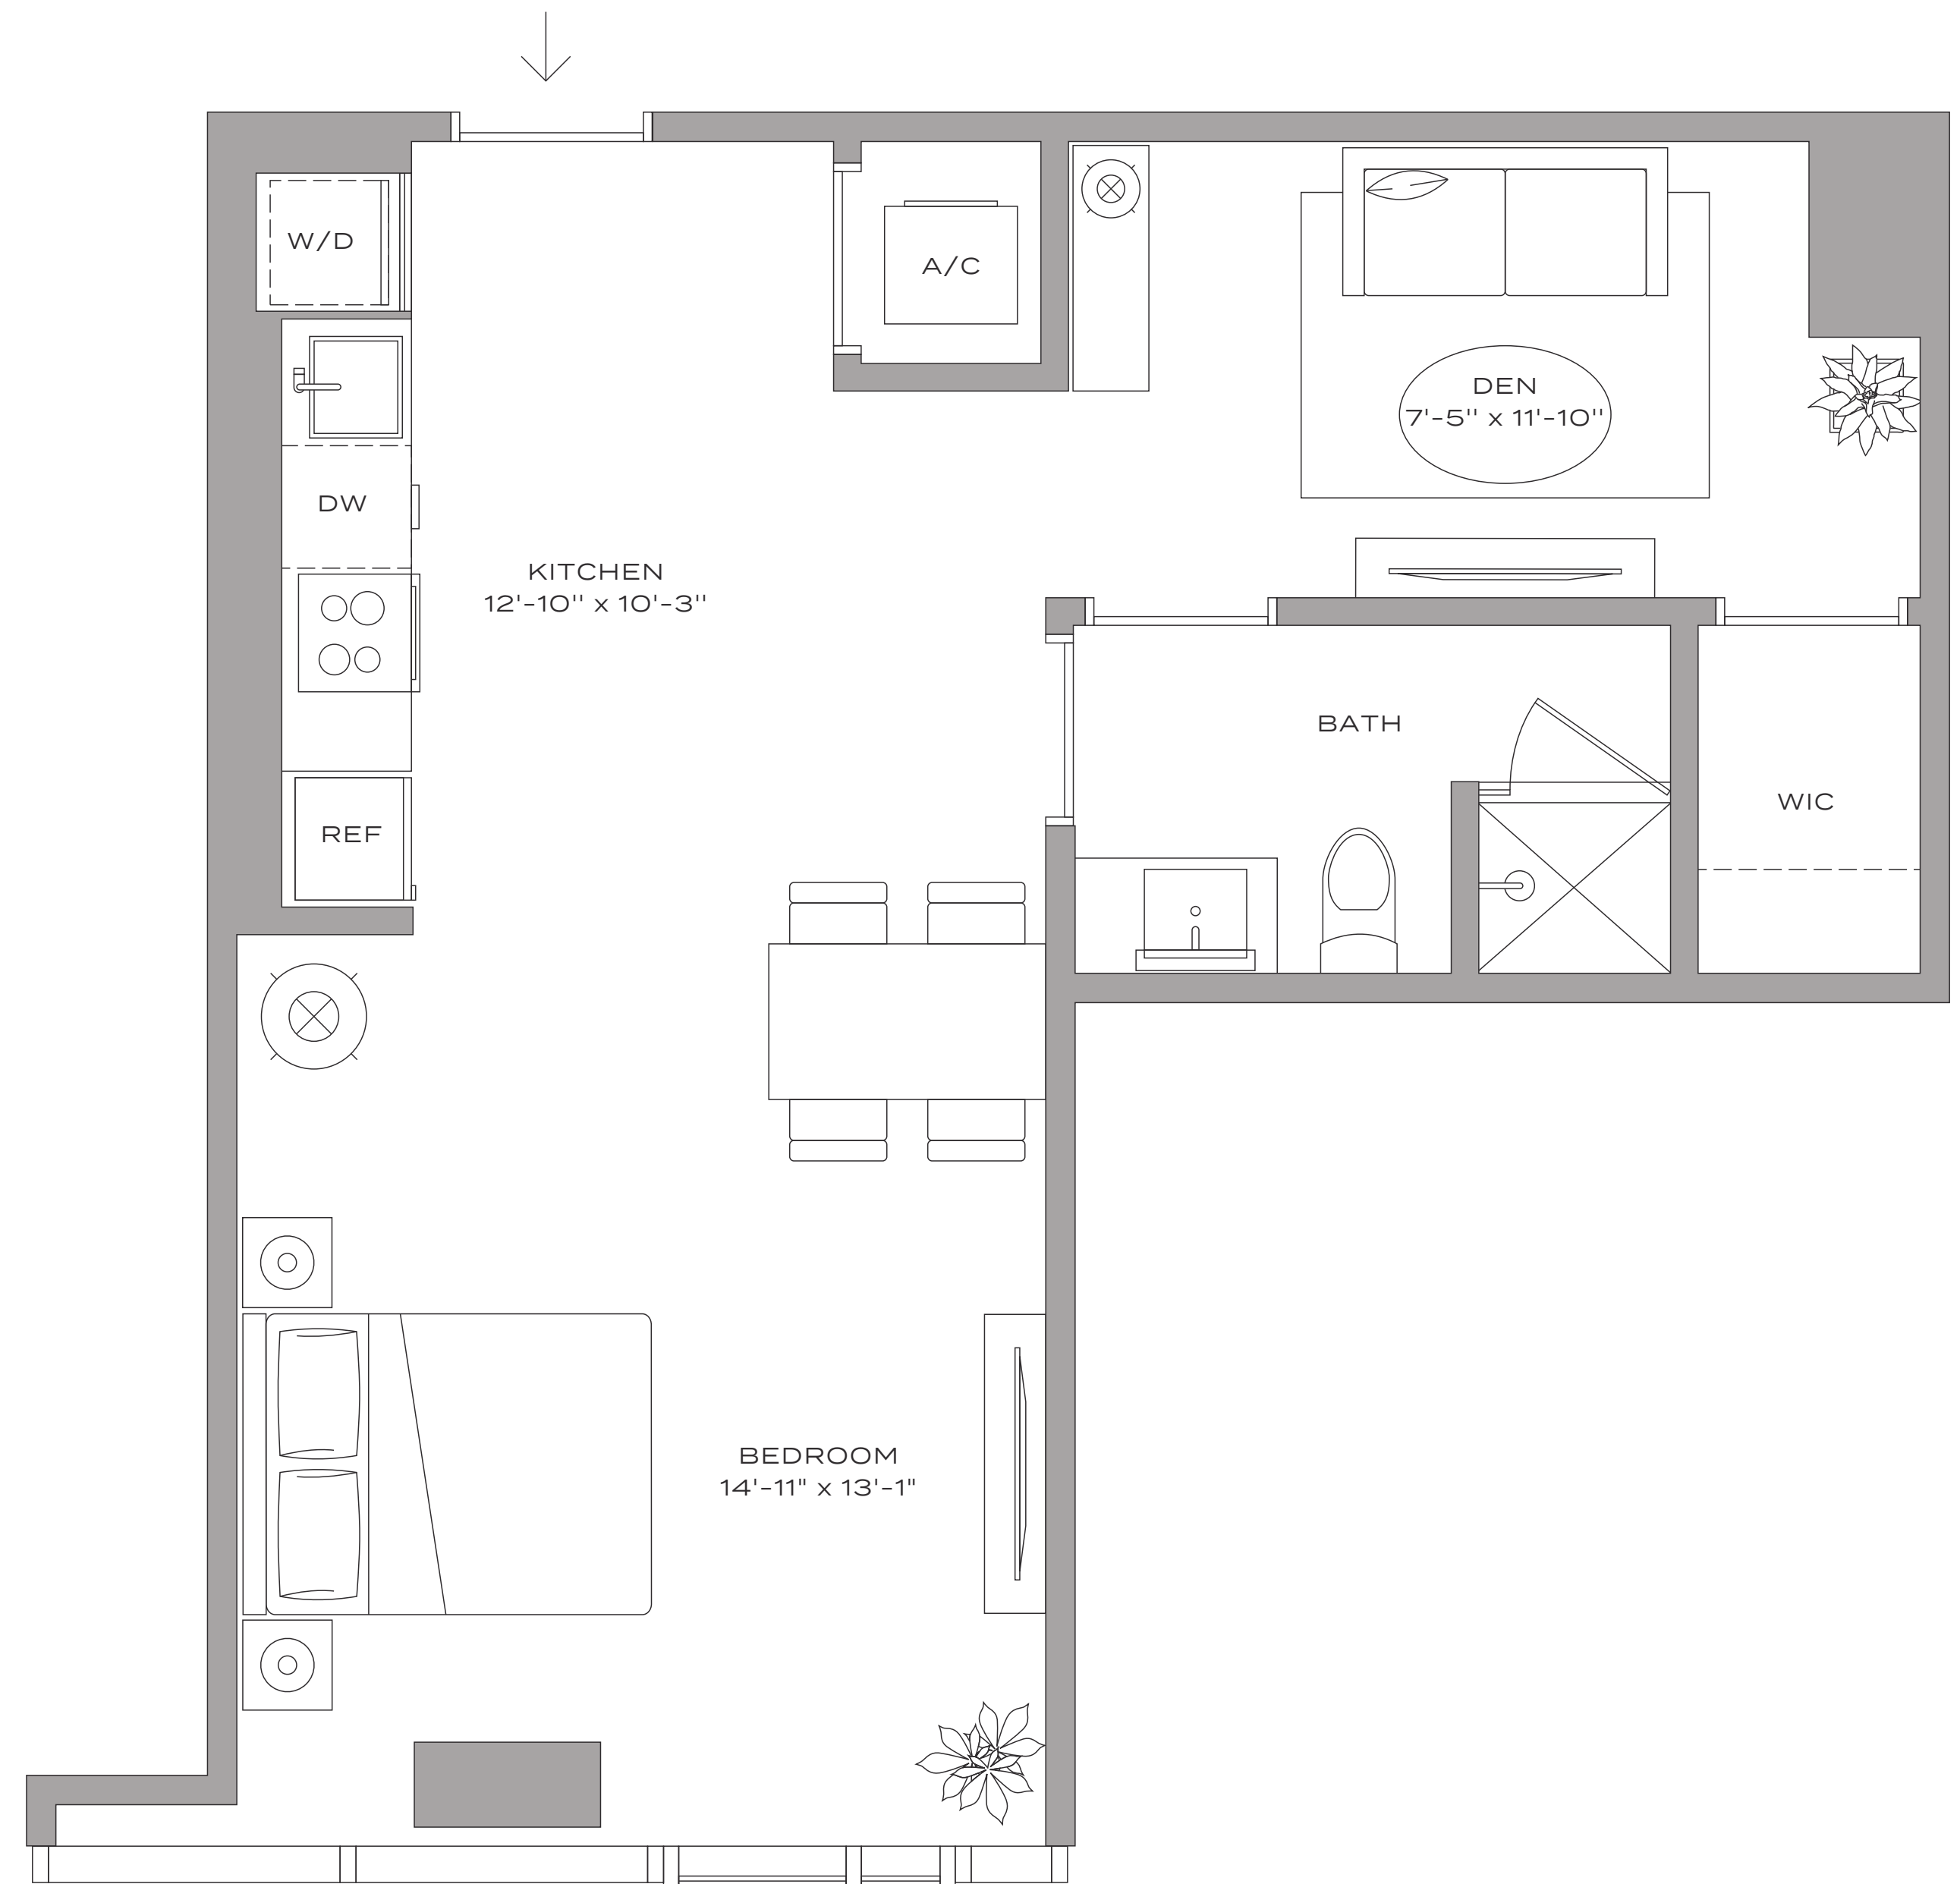 W/D
A/C
DEN
7'-5" x 11'-10"
DW
KITCHEN
12'-10" x 10'-3"
BATH
WIC
REF
BEDROOM
14'-11" x 13'-1"